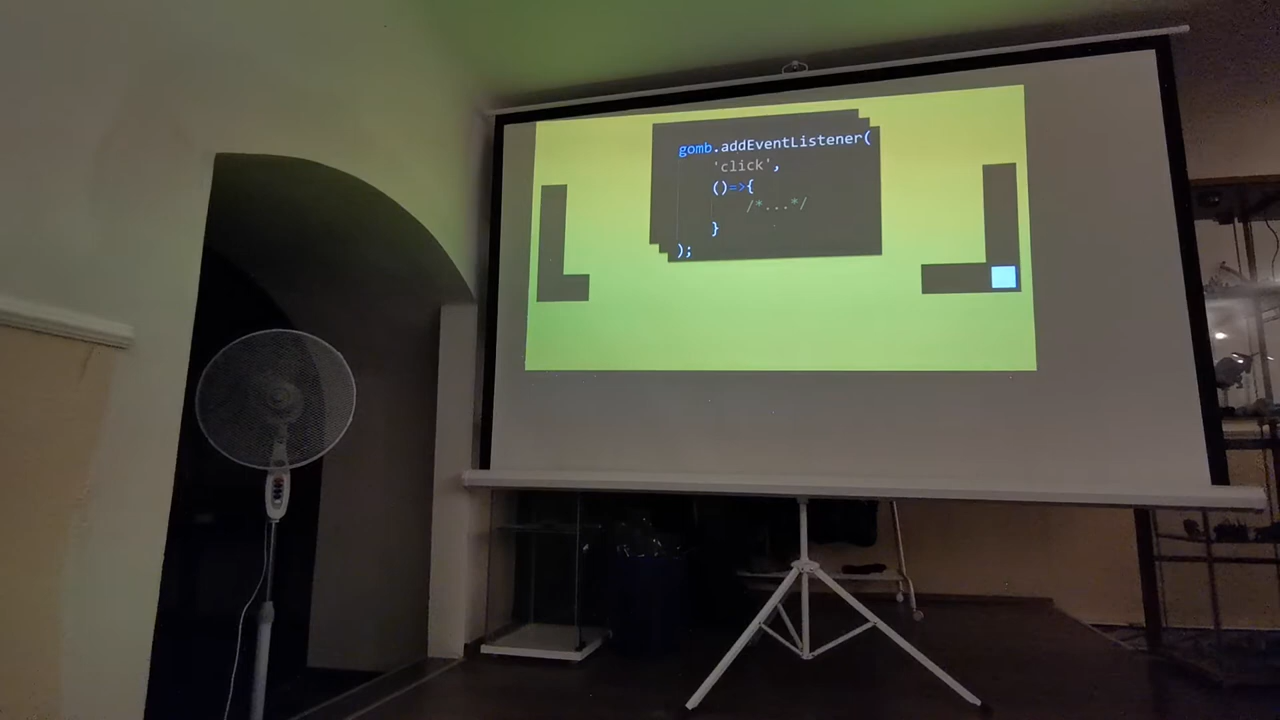 gomb.addEventListener(
'click',
()=>{
/*...*/
}
);